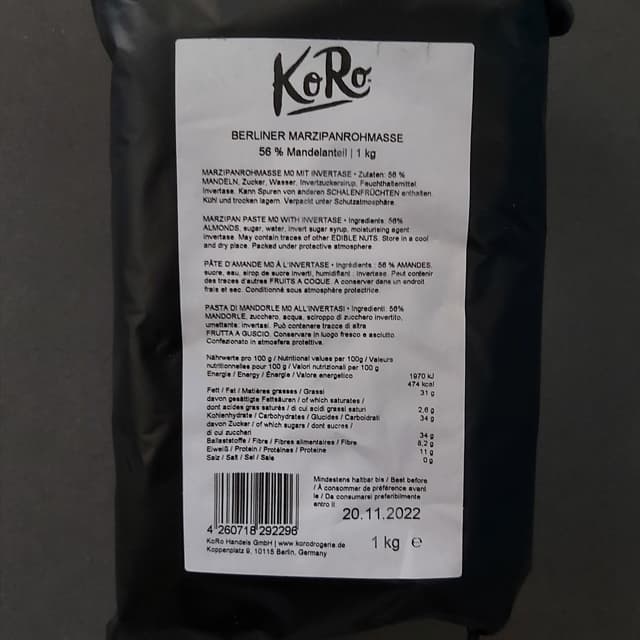 KoRo
BERLINER MARZIPANROHMASSE
56 % Mandelanteil | 1 kg
MARZIPANROHMASSE M0 MIT INVERTASE • Zutaten: 56 %
MANDELN, Zucker, Wasser, Invertzuckersirup, Feuchthaltemittel:
Invertase. Kann Spuren von anderen SCHALENFRÜCHTEN enthalten.
Kühl und trocken lagern. Verpackt unter Schutzatmosphäre.
MARZIPAN PASTE M0 WITH INVERTASE • Ingredients: 56%
ALMONDS, sugar, water, invert sugar syrup, moisturising agent
invertase. May contain traces of other EDIBLE NUTS. Store in a cool
and dry place. Packed under protective atmosphere.
PÂTE D'AMANDE M0 À L'INVERTASE • Ingrédients : 56 % AMANDES,
sucre, eau, sirop de sucre inverti, humidifiant : invertase. Peut contenir
des traces d'autres FRUITS A COQUE. A conserver dans un endroit
frais et sec. Conditionné sous atmosphère protectrice.
PASTA DI MANDORLE M0 ALL'INVERTASI • Ingredienti: 56%
MANDORLE, zucchero, acqua, sciroppo di zucchero invertito,
umettante: invertasi. Può contenere tracce di altra
FRUTTA A GUSCIO. Conservare in luogo fresco e asciutto.
Confezionato in atmosfera protettiva.
Nährwerte pro 100 g / Nutritional values per 100g / Valeurs
nutritionnelles pour 100 g / Valori nutrizionali per 100 g
Energie / Energy / Énergie / Valore energetico 1970 kJ
474 kcal
Fett / Fat / Matières grasses / Grassi 31 g
davon gesättigte Fettsäuren / of which saturates /
dont acides gras saturés / di cui acidi grassi saturi 2,6 g
Kohlenhydrate / Carbohydrates / Glucides / Carboidrati 34 g
davon Zucker / of which sugars / dont sucres /
di cui zuccheri 34 g
Ballaststoffe / Fibre / Fibres alimentaires / Fibre 8,2 g
Eiweiß / Protein / Protéines / Proteine 11 g
Salz / Salt / Sel / Sale 0 g
Mindestens haltbar bis / Best before
/ À consommer de préférence avant
le / Da consumarsi preferibilmente
entro il
20.11.2022
4 260718 292296
KoRo Handels GmbH | www.korodrogerie.de
Koppenplatz 9, 10115 Berlin, Germany
1 kg e